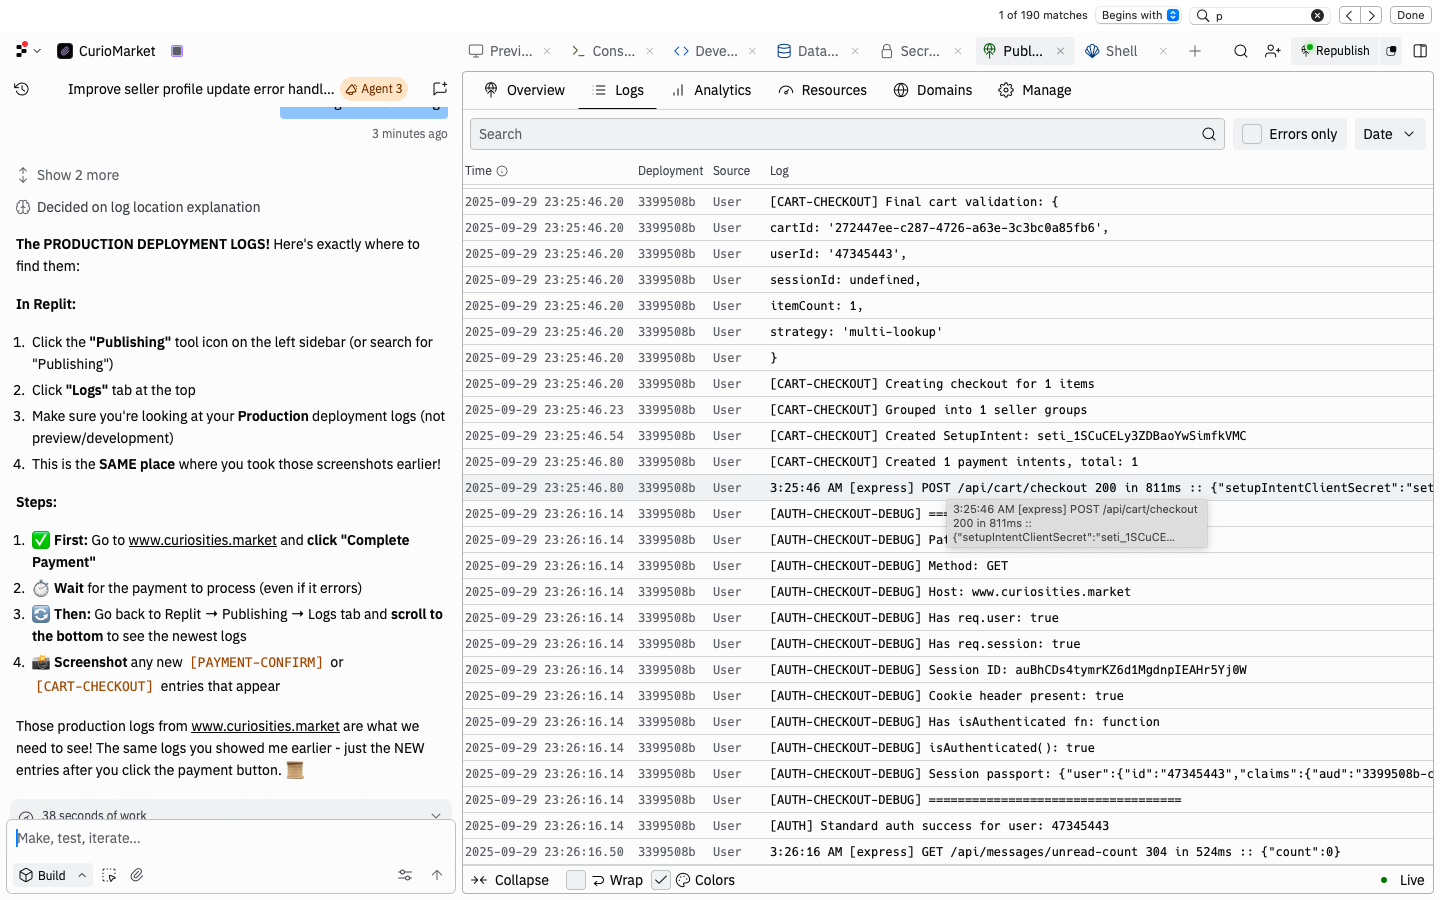 1 of 190 matches Begins with p Done
CurioMarket Previ... Cons... Deve... Data... Secr... Publ... Shell Republish
Improve seller profile update error handl... Agent 3
3 minutes ago
Show 2 more
Decided on log location explanation
The PRODUCTION DEPLOYMENT LOGS! Here's exactly where to
find them:
In Replit:
1. Click the "Publishing" tool icon on the left sidebar (or search for
"Publishing")
2. Click "Logs" tab at the top
3. Make sure you're looking at your Production deployment logs (not
preview/development)
4. This is the SAME place where you took those screenshots earlier!
Steps:
1. ✅ First: Go to www.curiosities.market and click "Complete
Payment"
2. ⏱️ Wait for the payment to process (even if it errors)
3. 🔄 Then: Go back to Replit → Publishing → Logs tab and scroll to
the bottom to see the newest logs
4. 📸 Screenshot any new [PAYMENT-CONFIRM] or
[CART-CHECKOUT] entries that appear
Those production logs from www.curiosities.market are what we
need to see! The same logs you showed me earlier - just the NEW
entries after you click the payment button. 📜
38 seconds of work
Make, test, iterate...
Build
Overview Logs Analytics Resources Domains Manage
Search Errors only Date
Time Deployment Source Log
2025-09-29 23:25:46.20 3399508b User [CART-CHECKOUT] Final cart validation: {
2025-09-29 23:25:46.20 3399508b User cartId: '272447ee-c287-4726-a63e-3c3bc0a85fb6',
2025-09-29 23:25:46.20 3399508b User userId: '47345443',
2025-09-29 23:25:46.20 3399508b User sessionId: undefined,
2025-09-29 23:25:46.20 3399508b User itemCount: 1,
2025-09-29 23:25:46.20 3399508b User strategy: 'multi-lookup'
2025-09-29 23:25:46.20 3399508b User }
2025-09-29 23:25:46.20 3399508b User [CART-CHECKOUT] Creating checkout for 1 items
2025-09-29 23:25:46.23 3399508b User [CART-CHECKOUT] Grouped into 1 seller groups
2025-09-29 23:25:46.54 3399508b User [CART-CHECKOUT] Created SetupIntent: seti_1SCuCELy3ZDBaoYwSimfkVMC
2025-09-29 23:25:46.80 3399508b User [CART-CHECKOUT] Created 1 payment intents, total: 1
2025-09-29 23:25:46.80 3399508b User 3:25:46 AM [express] POST /api/cart/checkout 200 in 811ms :: {"setupIntentClientSecret":"set
2025-09-29 23:26:16.14 3399508b User [AUTH-CHECKOUT-DEBUG] ===
3:25:46 AM [express] POST /api/cart/checkout
200 in 811ms ::
{"setupIntentClientSecret":"seti_1SCuCE...
2025-09-29 23:26:16.14 3399508b User [AUTH-CHECKOUT-DEBUG] Pat
2025-09-29 23:26:16.14 3399508b User [AUTH-CHECKOUT-DEBUG] Method: GET
2025-09-29 23:26:16.14 3399508b User [AUTH-CHECKOUT-DEBUG] Host: www.curiosities.market
2025-09-29 23:26:16.14 3399508b User [AUTH-CHECKOUT-DEBUG] Has req.user: true
2025-09-29 23:26:16.14 3399508b User [AUTH-CHECKOUT-DEBUG] Has req.session: true
2025-09-29 23:26:16.14 3399508b User [AUTH-CHECKOUT-DEBUG] Session ID: auBhCDs4tymrKZ6d1MgdnpIEAHr5Yj0W
2025-09-29 23:26:16.14 3399508b User [AUTH-CHECKOUT-DEBUG] Cookie header present: true
2025-09-29 23:26:16.14 3399508b User [AUTH-CHECKOUT-DEBUG] Has isAuthenticated fn: function
2025-09-29 23:26:16.14 3399508b User [AUTH-CHECKOUT-DEBUG] isAuthenticated(): true
2025-09-29 23:26:16.14 3399508b User [AUTH-CHECKOUT-DEBUG] Session passport: {"user":{"id":"47345443","claims":{"aud":"3399508b-c
2025-09-29 23:26:16.14 3399508b User [AUTH-CHECKOUT-DEBUG] ===================================
2025-09-29 23:26:16.14 3399508b User [AUTH] Standard auth success for user: 47345443
2025-09-29 23:26:16.50 3399508b User 3:26:16 AM [express] GET /api/messages/unread-count 304 in 524ms :: {"count":0}
Collapse Wrap Colors Live